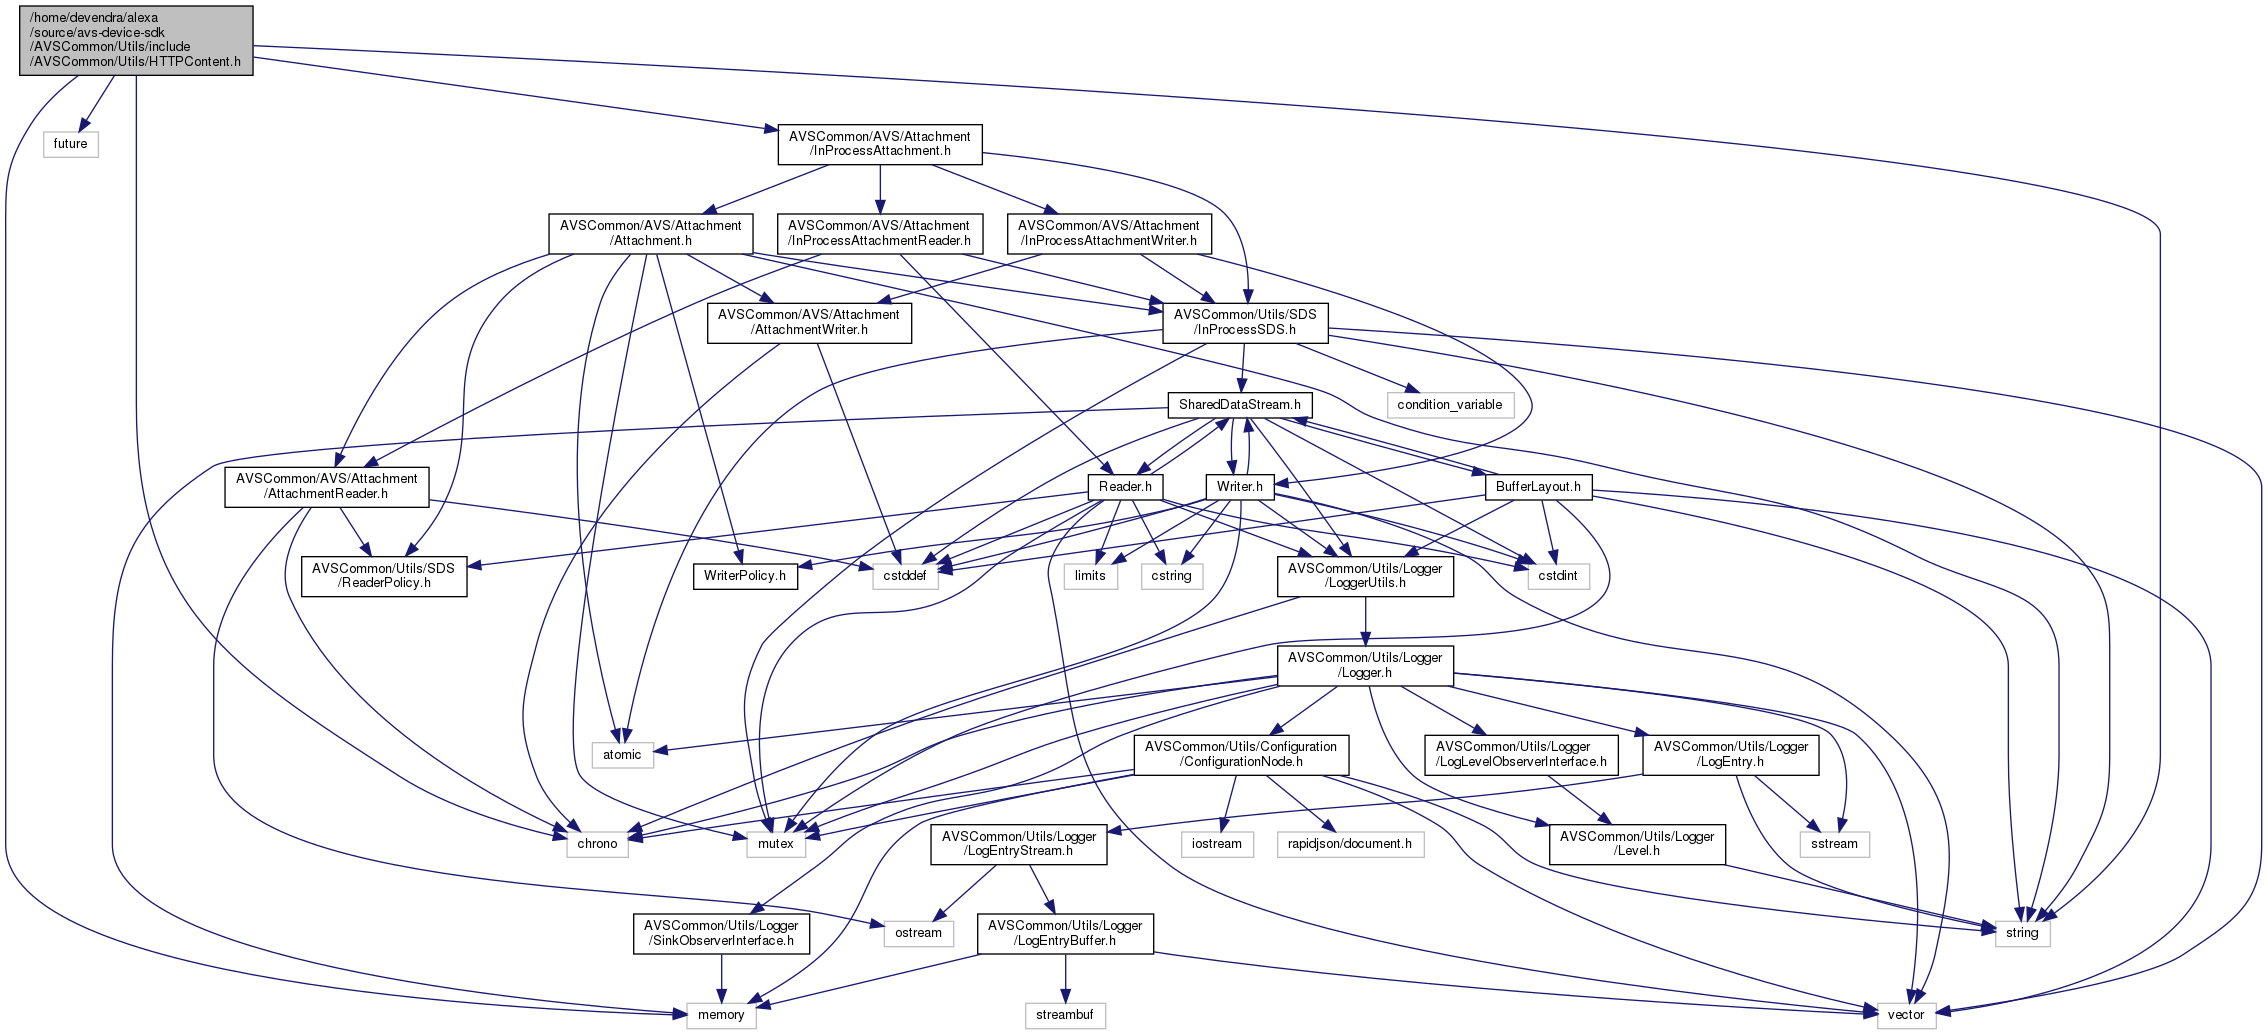 /home/devendra/alexa
/source/avs-device-sdk
/AVSCommon/Utils/include
/AVSCommon/Utils/HTTPContent.h
future
AVSCommon/AVS/Attachment
/InProcessAttachment.h
AVSCommon/AVS/Attachment
/Attachment.h
AVSCommon/AVS/Attachment
/InProcessAttachmentReader.h
AVSCommon/AVS/Attachment
/InProcessAttachmentWriter.h
AVSCommon/AVS/Attachment
/AttachmentWriter.h
AVSCommon/Utils/SDS
/InProcessSDS.h
SharedDataStream.h
condition_variable
AVSCommon/AVS/Attachment
/AttachmentReader.h
Reader.h
Writer.h
BufferLayout.h
AVSCommon/Utils/SDS
/ReaderPolicy.h
WriterPolicy.h
cstddef
limits
cstring
AVSCommon/Utils/Logger
/LoggerUtils.h
cstdint
AVSCommon/Utils/Logger
/Logger.h
atomic
AVSCommon/Utils/Configuration
/ConfigurationNode.h
AVSCommon/Utils/Logger
/LogLevelObserverInterface.h
AVSCommon/Utils/Logger
/LogEntry.h
chrono
mutex
AVSCommon/Utils/Logger
/LogEntryStream.h
iostream
rapidjson/document.h
AVSCommon/Utils/Logger
/Level.h
sstream
AVSCommon/Utils/Logger
/SinkObserverInterface.h
ostream
AVSCommon/Utils/Logger
/LogEntryBuffer.h
string
memory
streambuf
vector